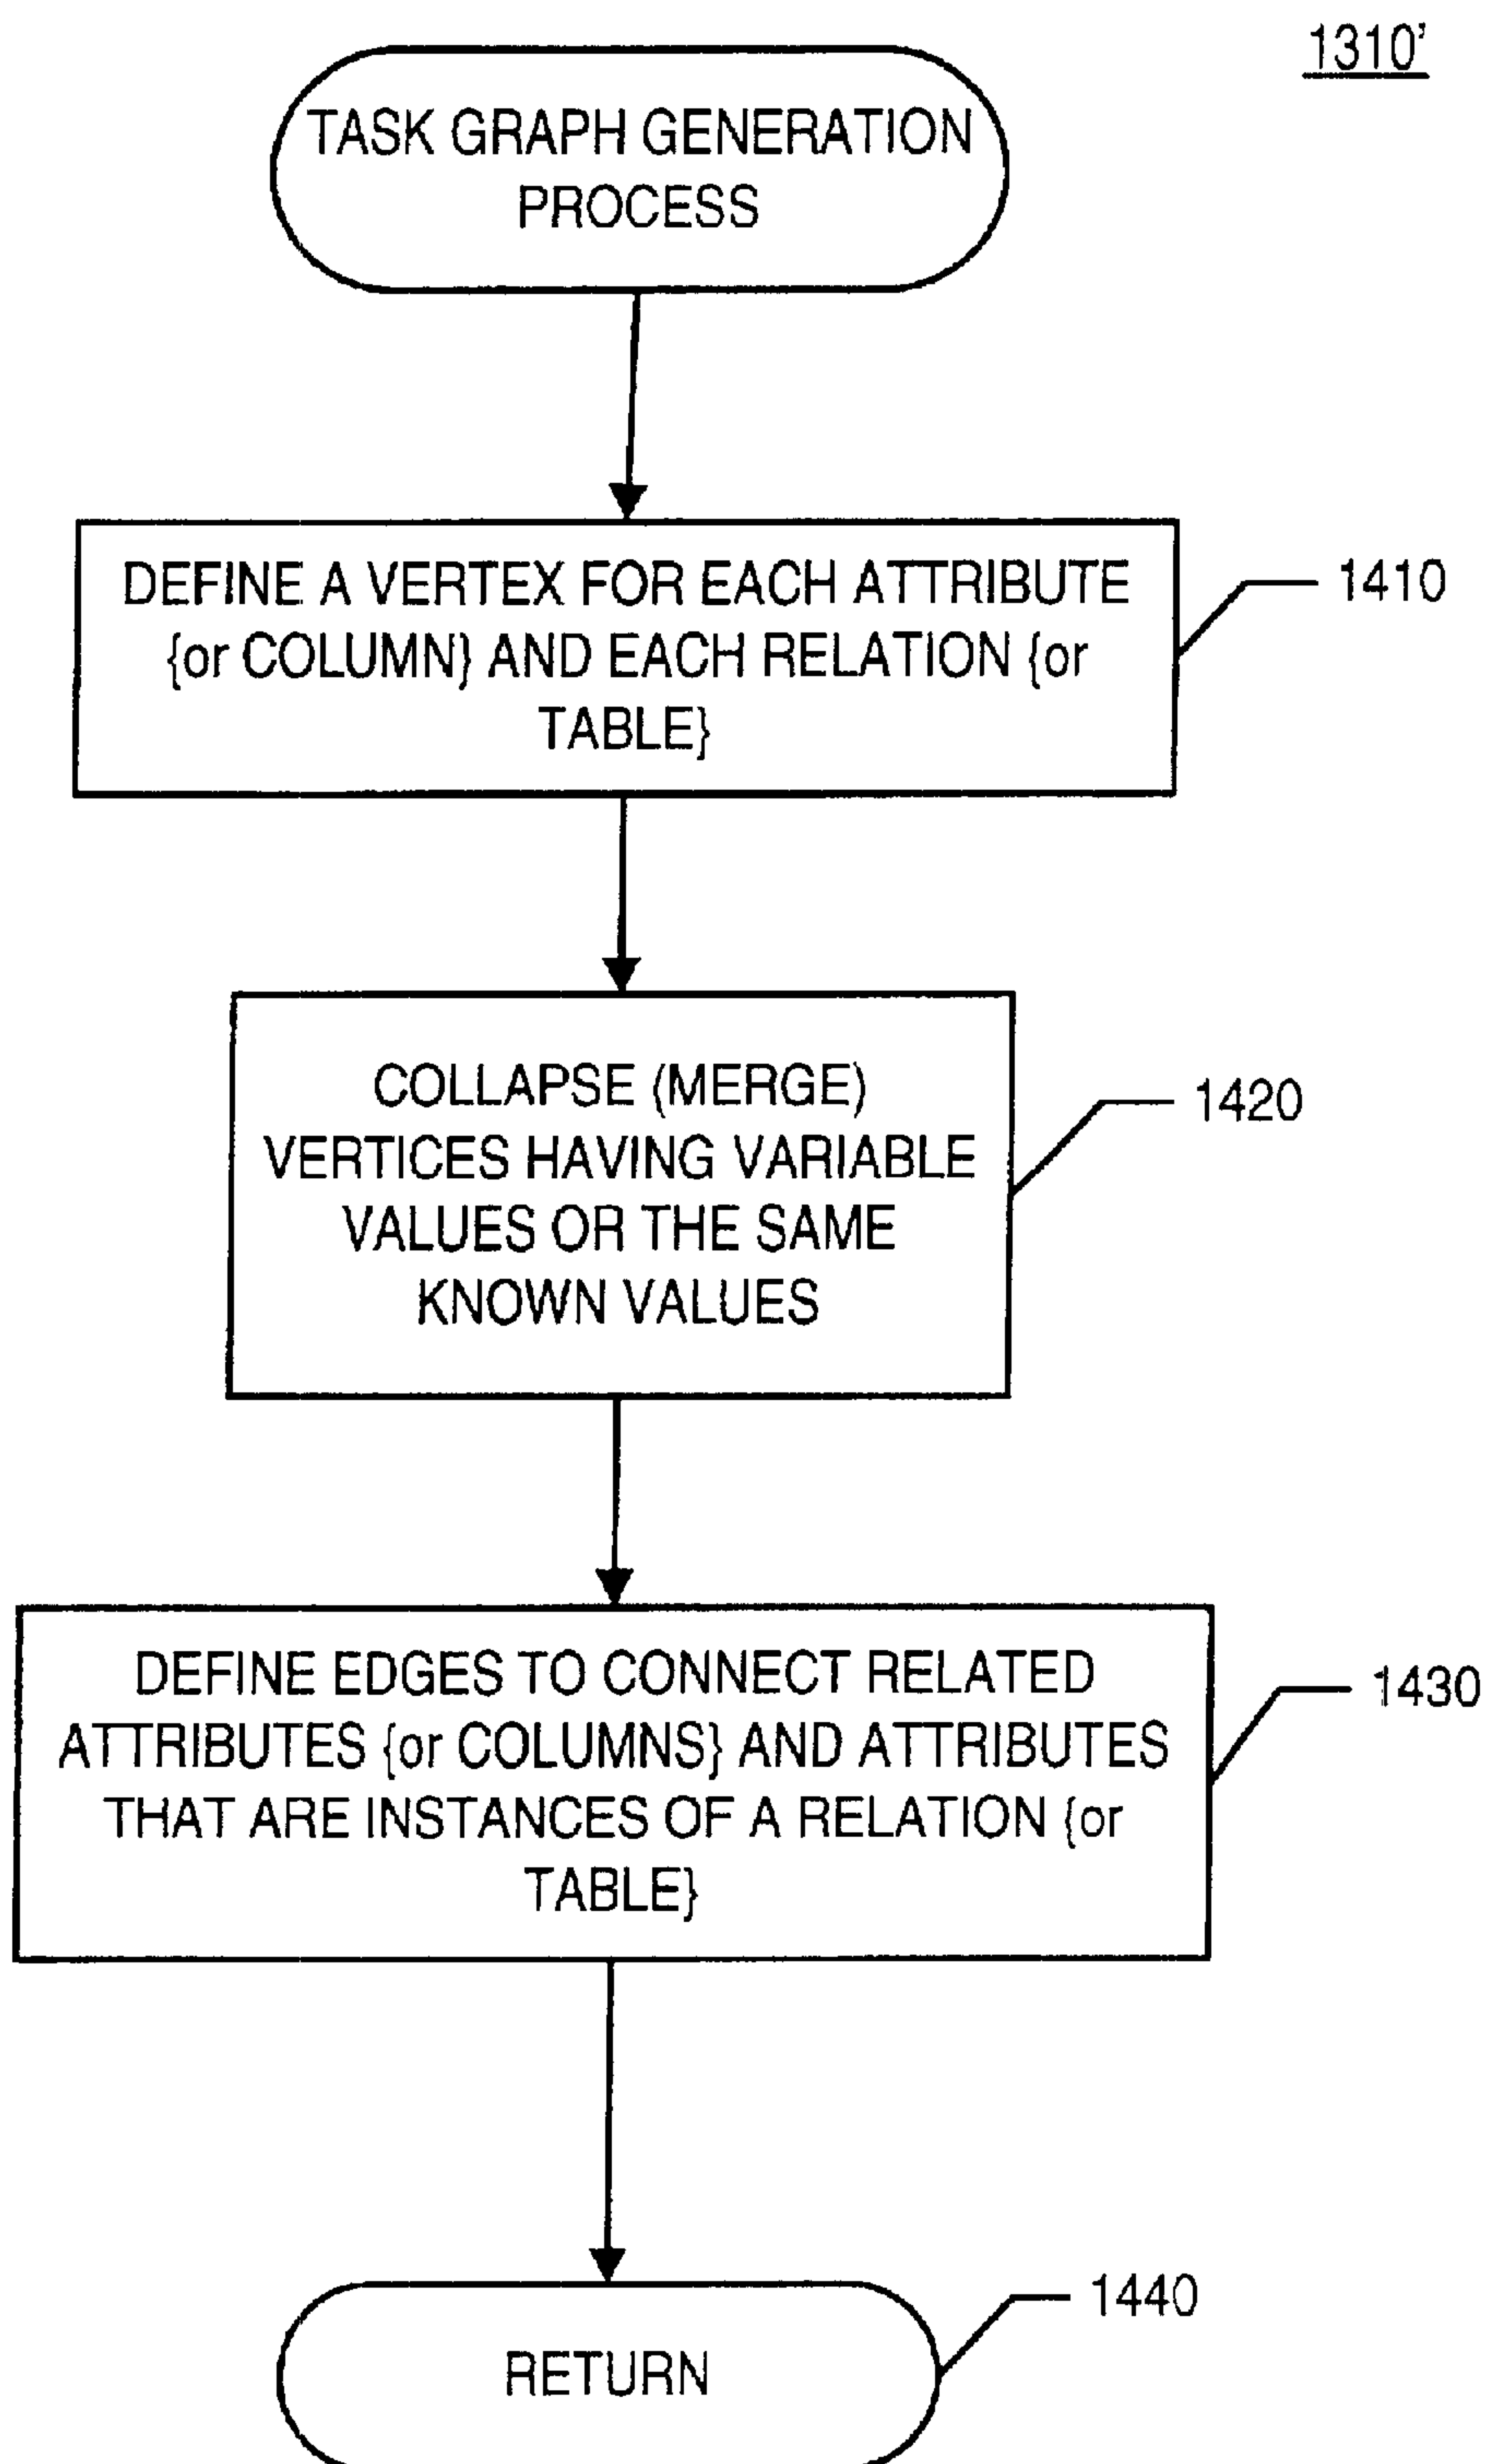 1310'
TASK GRAPH GENERATION
PROCESS
DEFINE A VERTEX FOR EACH ATTRIBUTE
{or COLUMN} AND EACH RELATION {or
TABLE}
1410
COLLAPSE (MERGE)
VERTICES HAVING VARIABLE
VALUES OR THE SAME
KNOWN VALUES
1420
DEFINE EDGES TO CONNECT RELATED
ATTRIBUTES {or COLUMNS} AND ATTRIBUTES
THAT ARE INSTANCES OF A RELATION {or
TABLE}
1430
RETURN
1440